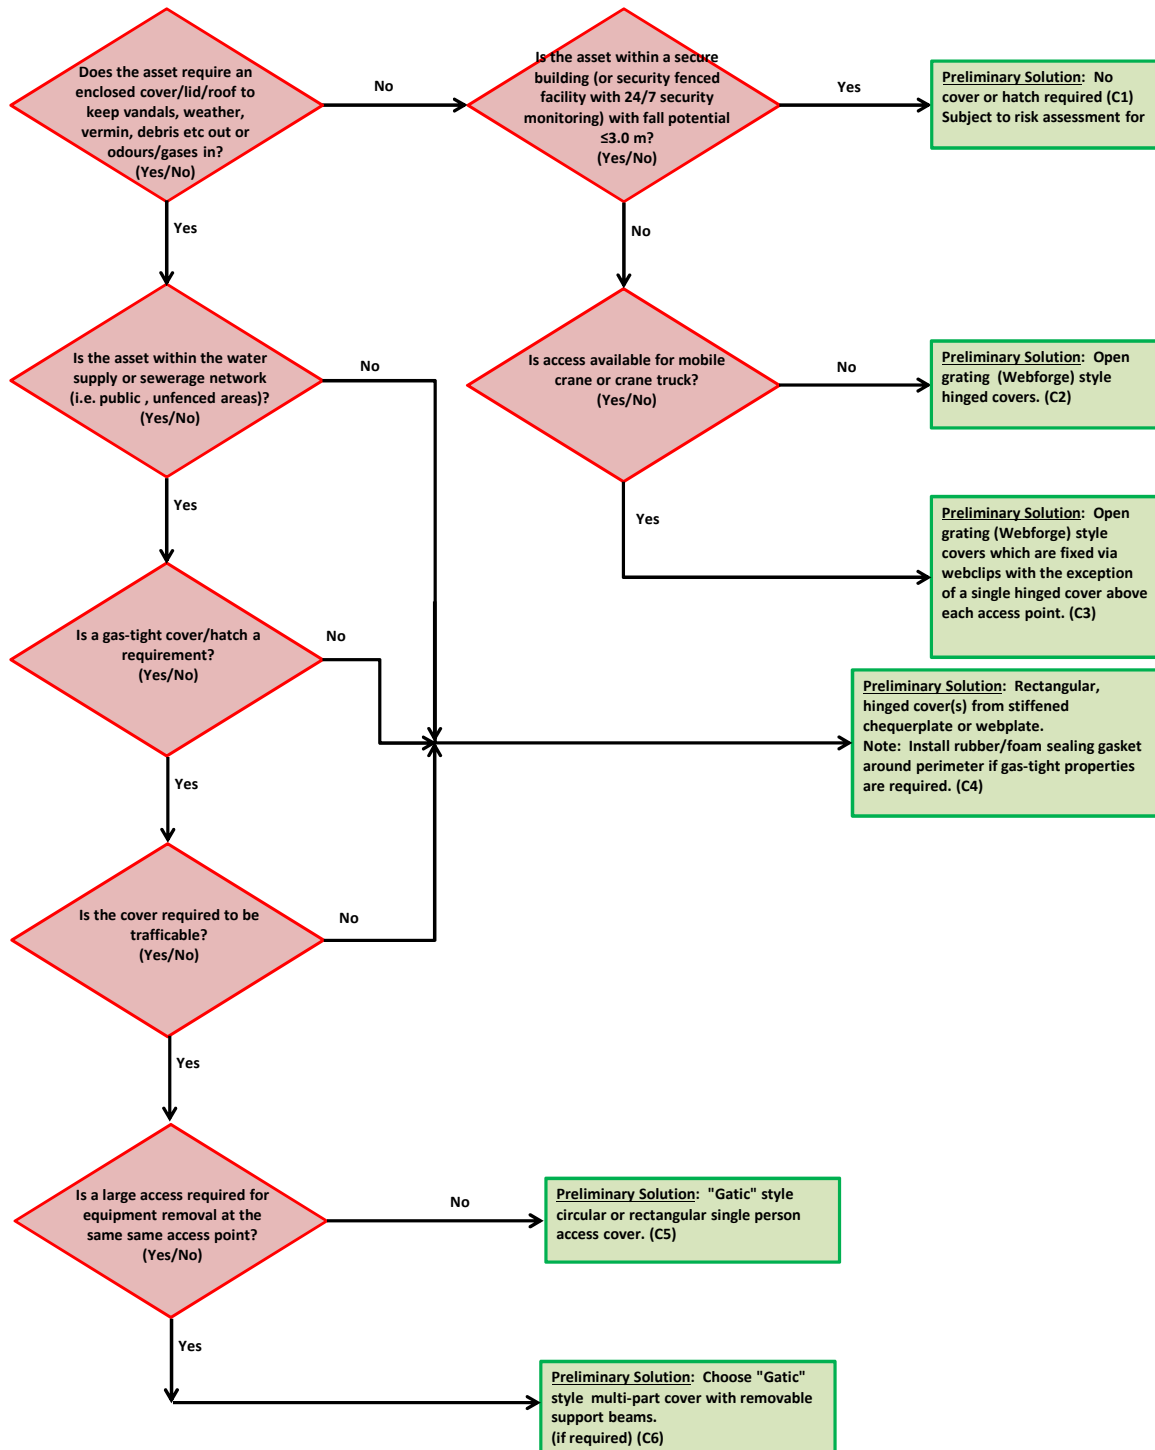 Does the asset require an
enclosed cover/lid/roof to
keep vandals, weather,
vermin, debris etc out or
odours/gases in?
(Yes/No)
No
Is the asset within a secure
building (or security fenced
facility with 24/7 security
monitoring) with fall potential
≤3.0 m?
(Yes/No)
Yes
Preliminary Solution:  No
cover or hatch required (C1)
Subject to risk assessment for
Yes
No
Is the asset within the water
supply or sewerage network
(i.e. public , unfenced areas)?
(Yes/No)
No
Is access available for mobile
crane or crane truck?
(Yes/No)
No
Preliminary Solution:  Open
grating  (Webforge) style
hinged covers. (C2)
Yes
Yes
Preliminary Solution:  Open
grating (Webforge) style
covers which are fixed via
webclips with the exception
of a single hinged cover above
each access point. (C3)
Is a gas-tight cover/hatch a
requirement?
(Yes/No)
No
Preliminary Solution:  Rectangular,
hinged cover(s) from stiffened
chequerplate or webplate.
Note:  Install rubber/foam sealing gasket
around perimeter if gas-tight properties
are required. (C4)
Yes
Is the cover required to be
trafficable?
(Yes/No)
No
Yes
Is a large access required for
equipment removal at the
same same access point?
(Yes/No)
No
Preliminary Solution:  "Gatic" style
circular or rectangular single person
access cover. (C5)
Yes
Preliminary Solution:  Choose "Gatic"
style  multi-part cover with removable
support beams.
(if required) (C6)